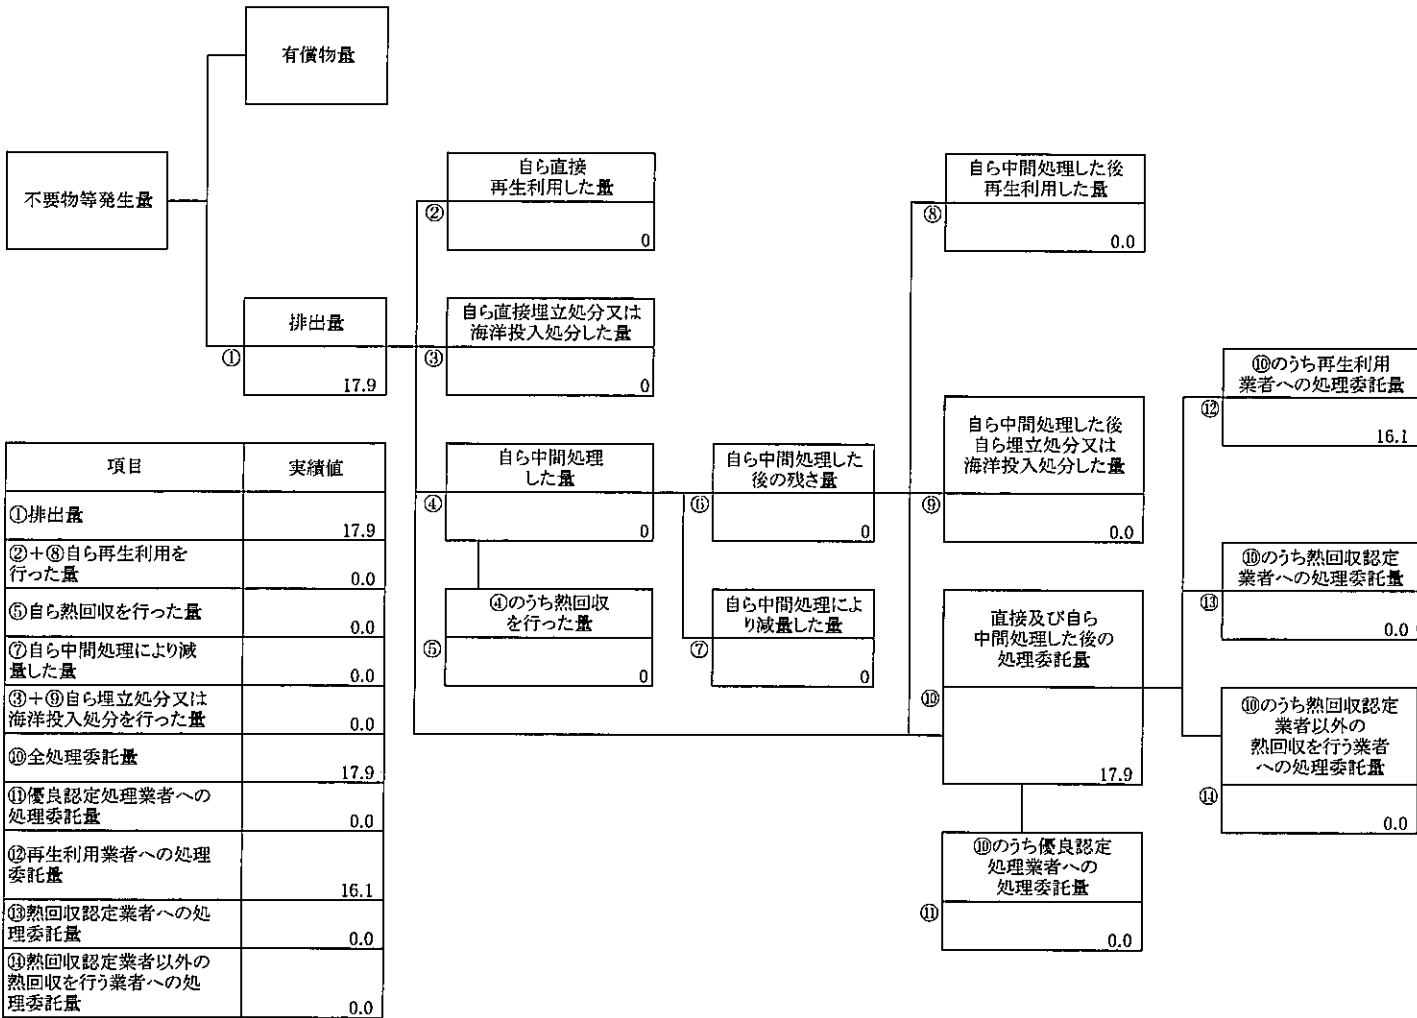 有償物量
不要物等発生量
自ら直接
再生利用した量
②
0
自ら中間処理した後
再生利用した量
⑧
0.0
排出量
①
17.9
自ら直接埋立処分又は
海洋投入処分した量
③
0
⑩のうち再生利用
業者への処理委託量
⑫
16.1
自ら中間処理
した量
④
0
自ら中間処理した
後の残さ量
⑥
0
自ら中間処理した後
自ら埋立処分又は
海洋投入処分した量
⑨
0.0
⑩のうち熱回収認定
業者への処理委託量
⑬
0.0
④のうち熱回収
を行った量
⑤
0
自ら中間処理によ
り減量した量
⑦
0
直接及び自ら
中間処理した後の
処理委託量
⑩
17.9
⑩のうち熱回収認定
業者以外の
熱回収を行う業者
への処理委託量
⑭
0.0
⑩のうち優良認定
処理業者への
処理委託量
⑪
0.0
項目 実績値
①排出量 17.9
②+⑧自ら再生利用を
行った量 0.0
⑤自ら熱回収を行った量 0.0
⑦自ら中間処理により減
量した量 0.0
③+⑨自ら埋立処分又は
海洋投入処分を行った量 0.0
⑩全処理委託量 17.9
⑪優良認定処理業者への
処理委託量 0.0
⑫再生利用業者への処理
委託量 16.1
⑬熱回収認定業者への処
理委託量 0.0
⑭熱回収認定業者以外の
熱回収を行う業者への処
理委託量 0.0